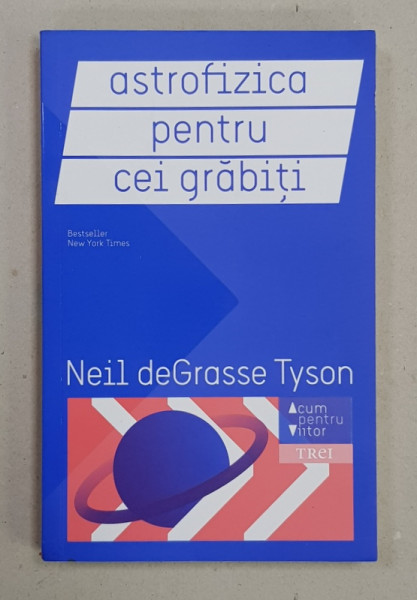 astrofizica
pentru
cei grăbiți
Bestseller
New York Times
Neil deGrasse Tyson
Acum
pentru
Viitor
TREI